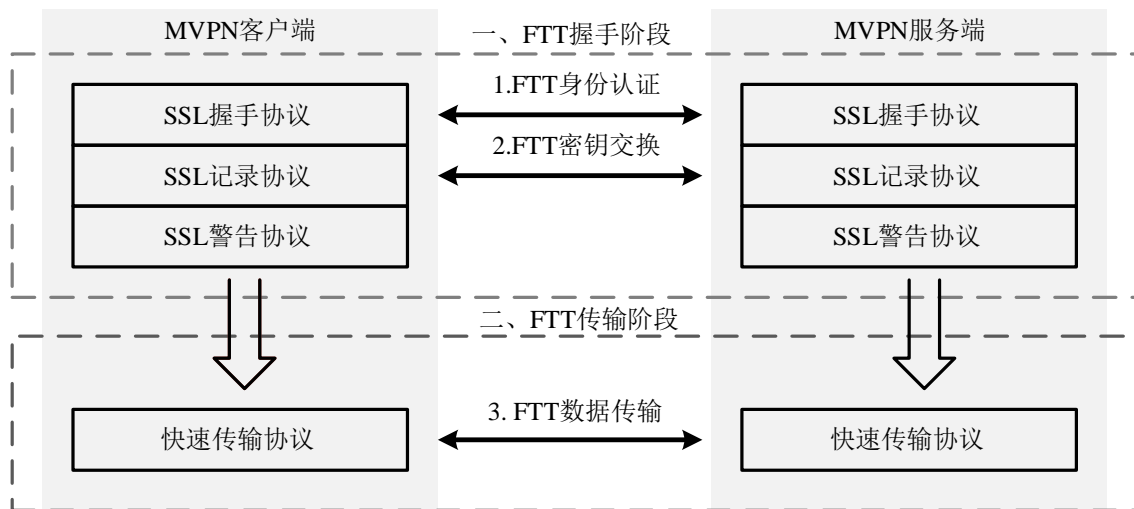 MVPN客户端
一、FTT握手阶段
MVPN服务端
1.FTT身份认证
SSL握手协议
SSL握手协议
2.FTT密钥交换
SSL记录协议
SSL记录协议
SSL警告协议
SSL警告协议
二、FTT传输阶段
3. FTT数据传输
快速传输协议
快速传输协议